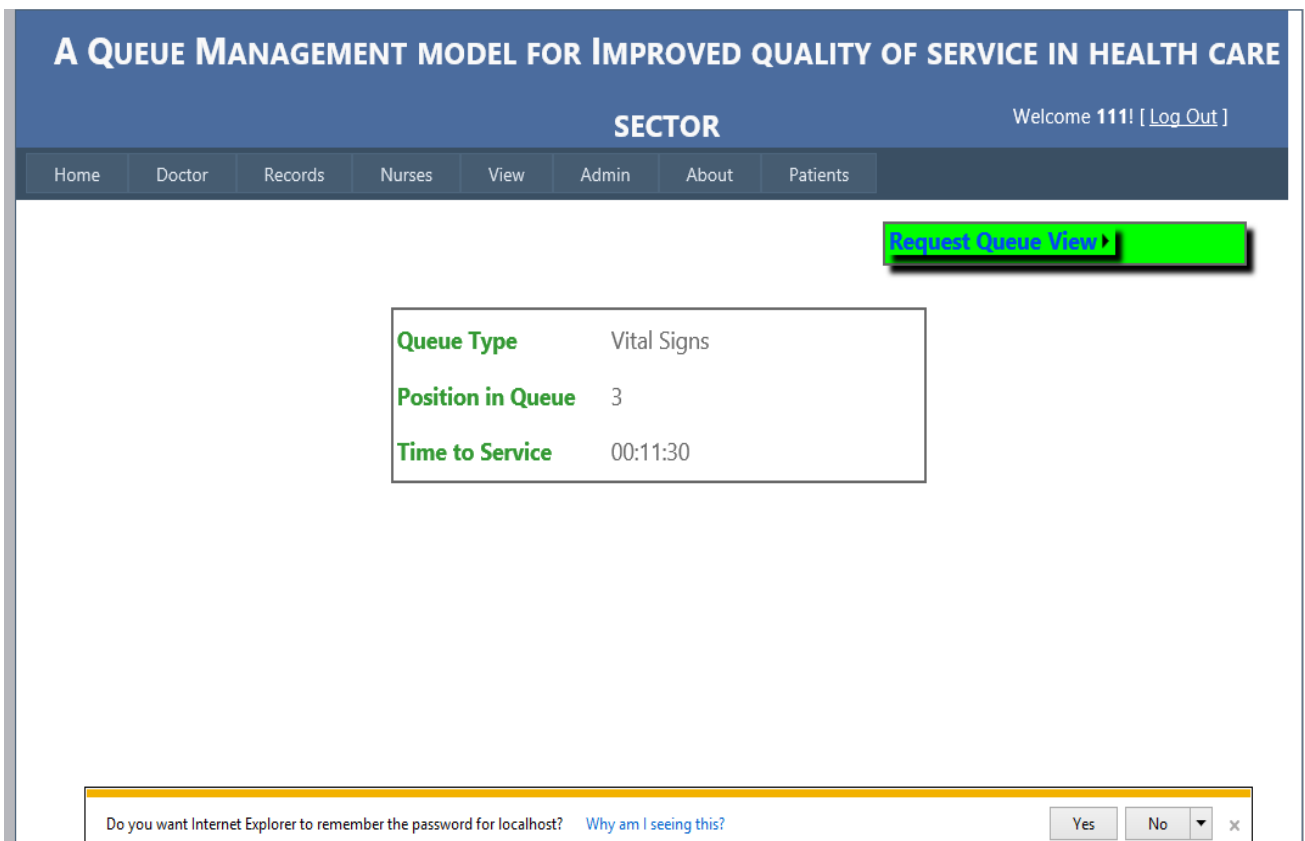 A QUEUE MANAGEMENT MODEL FOR IMPROVED QUALITY OF SERVICE IN HEALTH CARE
SECTOR
Welcome 111! [ Log Out ]
Home Doctor Records Nurses View Admin About Patients
Request Queue View
Queue Type Vital Signs
Position in Queue 3
Time to Service 00:11:30
Do you want Internet Explorer to remember the password for localhost? Why am I seeing this? Yes No x